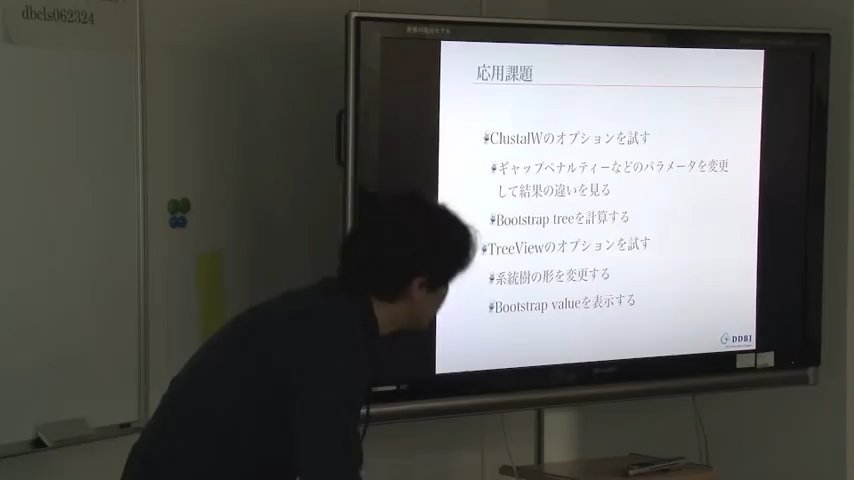 dbcls062324
応用課題
ClustalWのオプションを試す
ギャップペナルティーなどのパラメータを変更
して結果の違いを見る
Bootstrap treeを計算する
TreeViewのオプションを試す
系統樹の形を変更する
Bootstrap valueを表示する
DDBJ